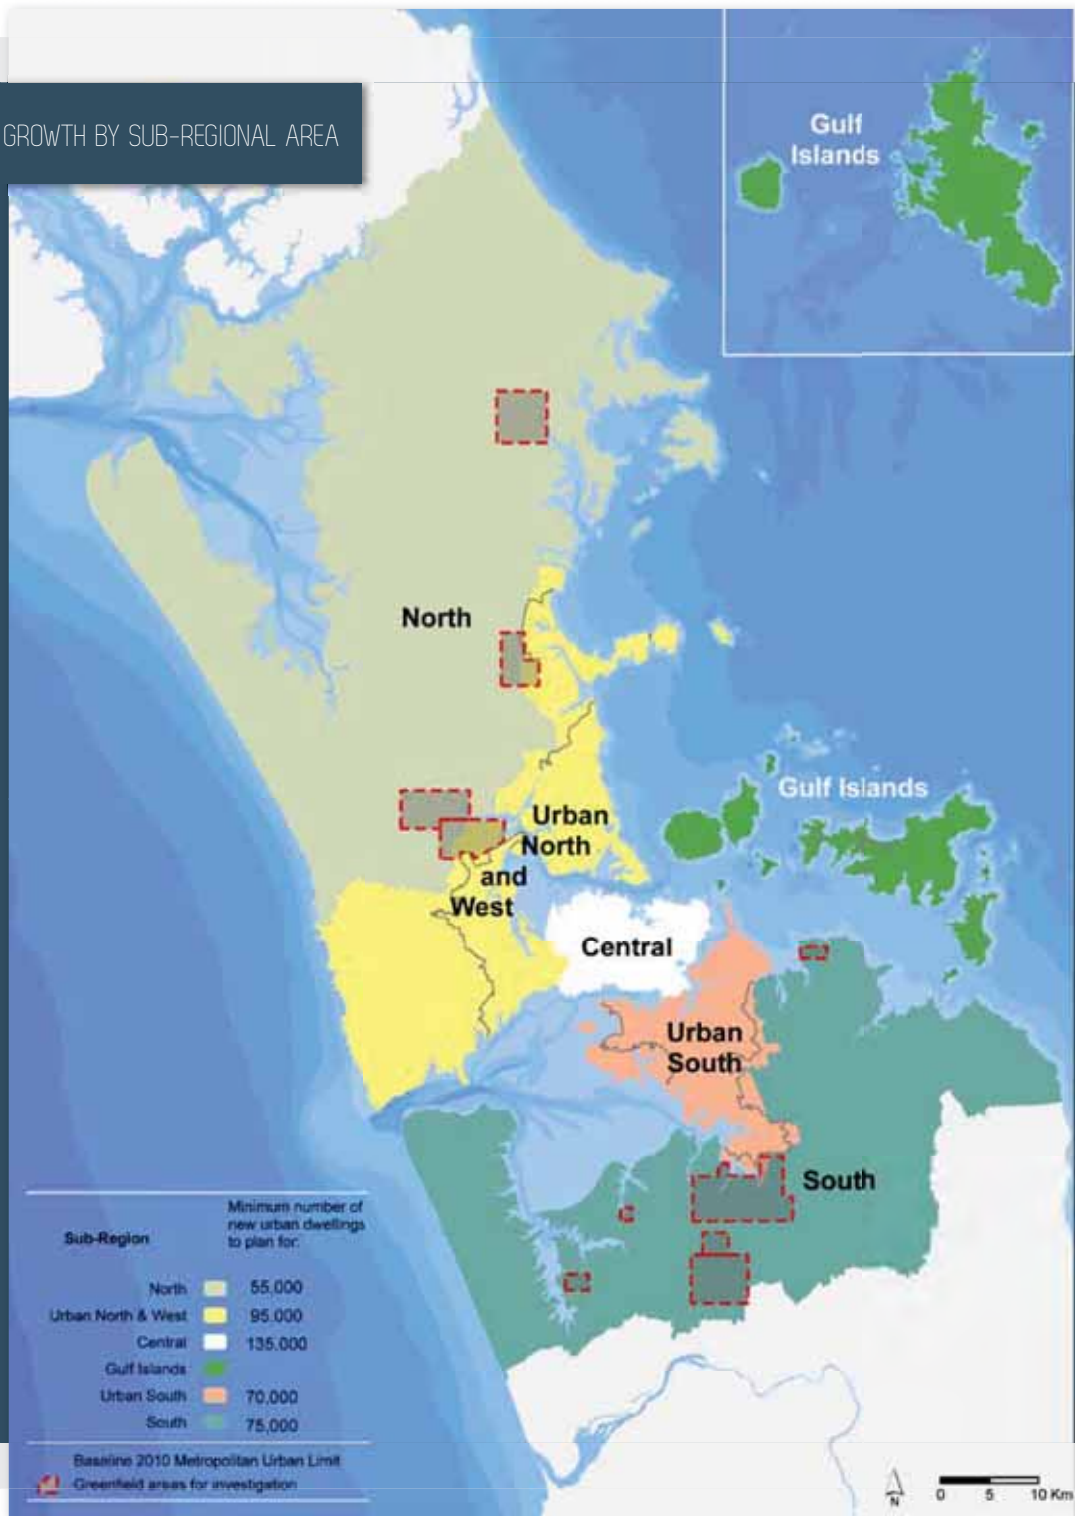 GROWTH BY SUB-REGIONAL AREA
Gulf
Islands
North
Gulf Islands
Urban
North
and
West
Central
Urban
South
South
Sub-Region
Minimum number of
new urban dwellings
to plan for:
North 55,000
Urban North & West 95,000
Central 135,000
Gulf Islands
Urban South 70,000
South 75,000
Baseline 2010 Metropolitan Urban Limit
Greenfield areas for investigation
N
0 5 10 Km